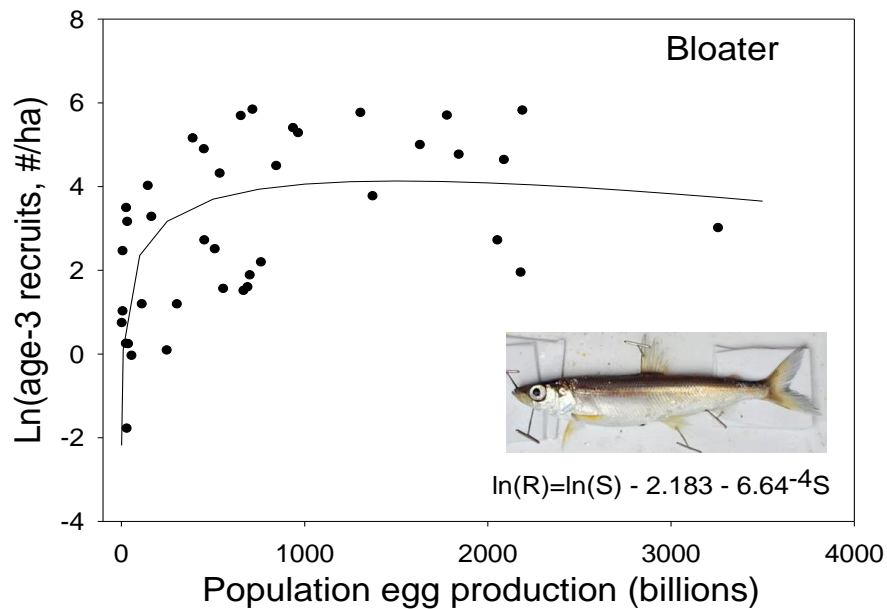 Bloater
8
6
4
2
0
-2
-4
Ln(age-3 recruits, #/ha)
ln(R)=ln(S) - 2.183 - 6.64⁻⁴S
0 1000 2000 3000 4000
Population egg production (billions)